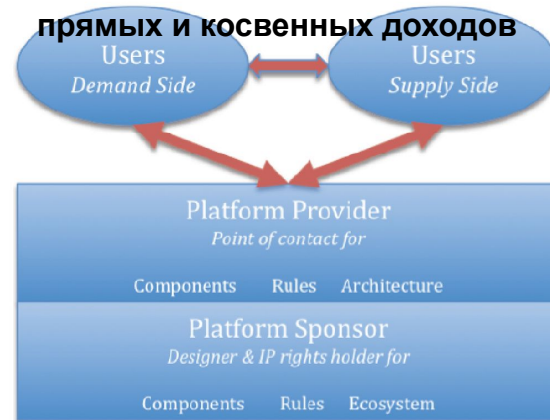 прямых и косвенных доходов
Users Users
Demand Side Supply Side
Platform Provider
Point of contact for
Components Rules Architecture
Platform Sponsor
Designer & IP rights holder for
Components Rules Ecosystem